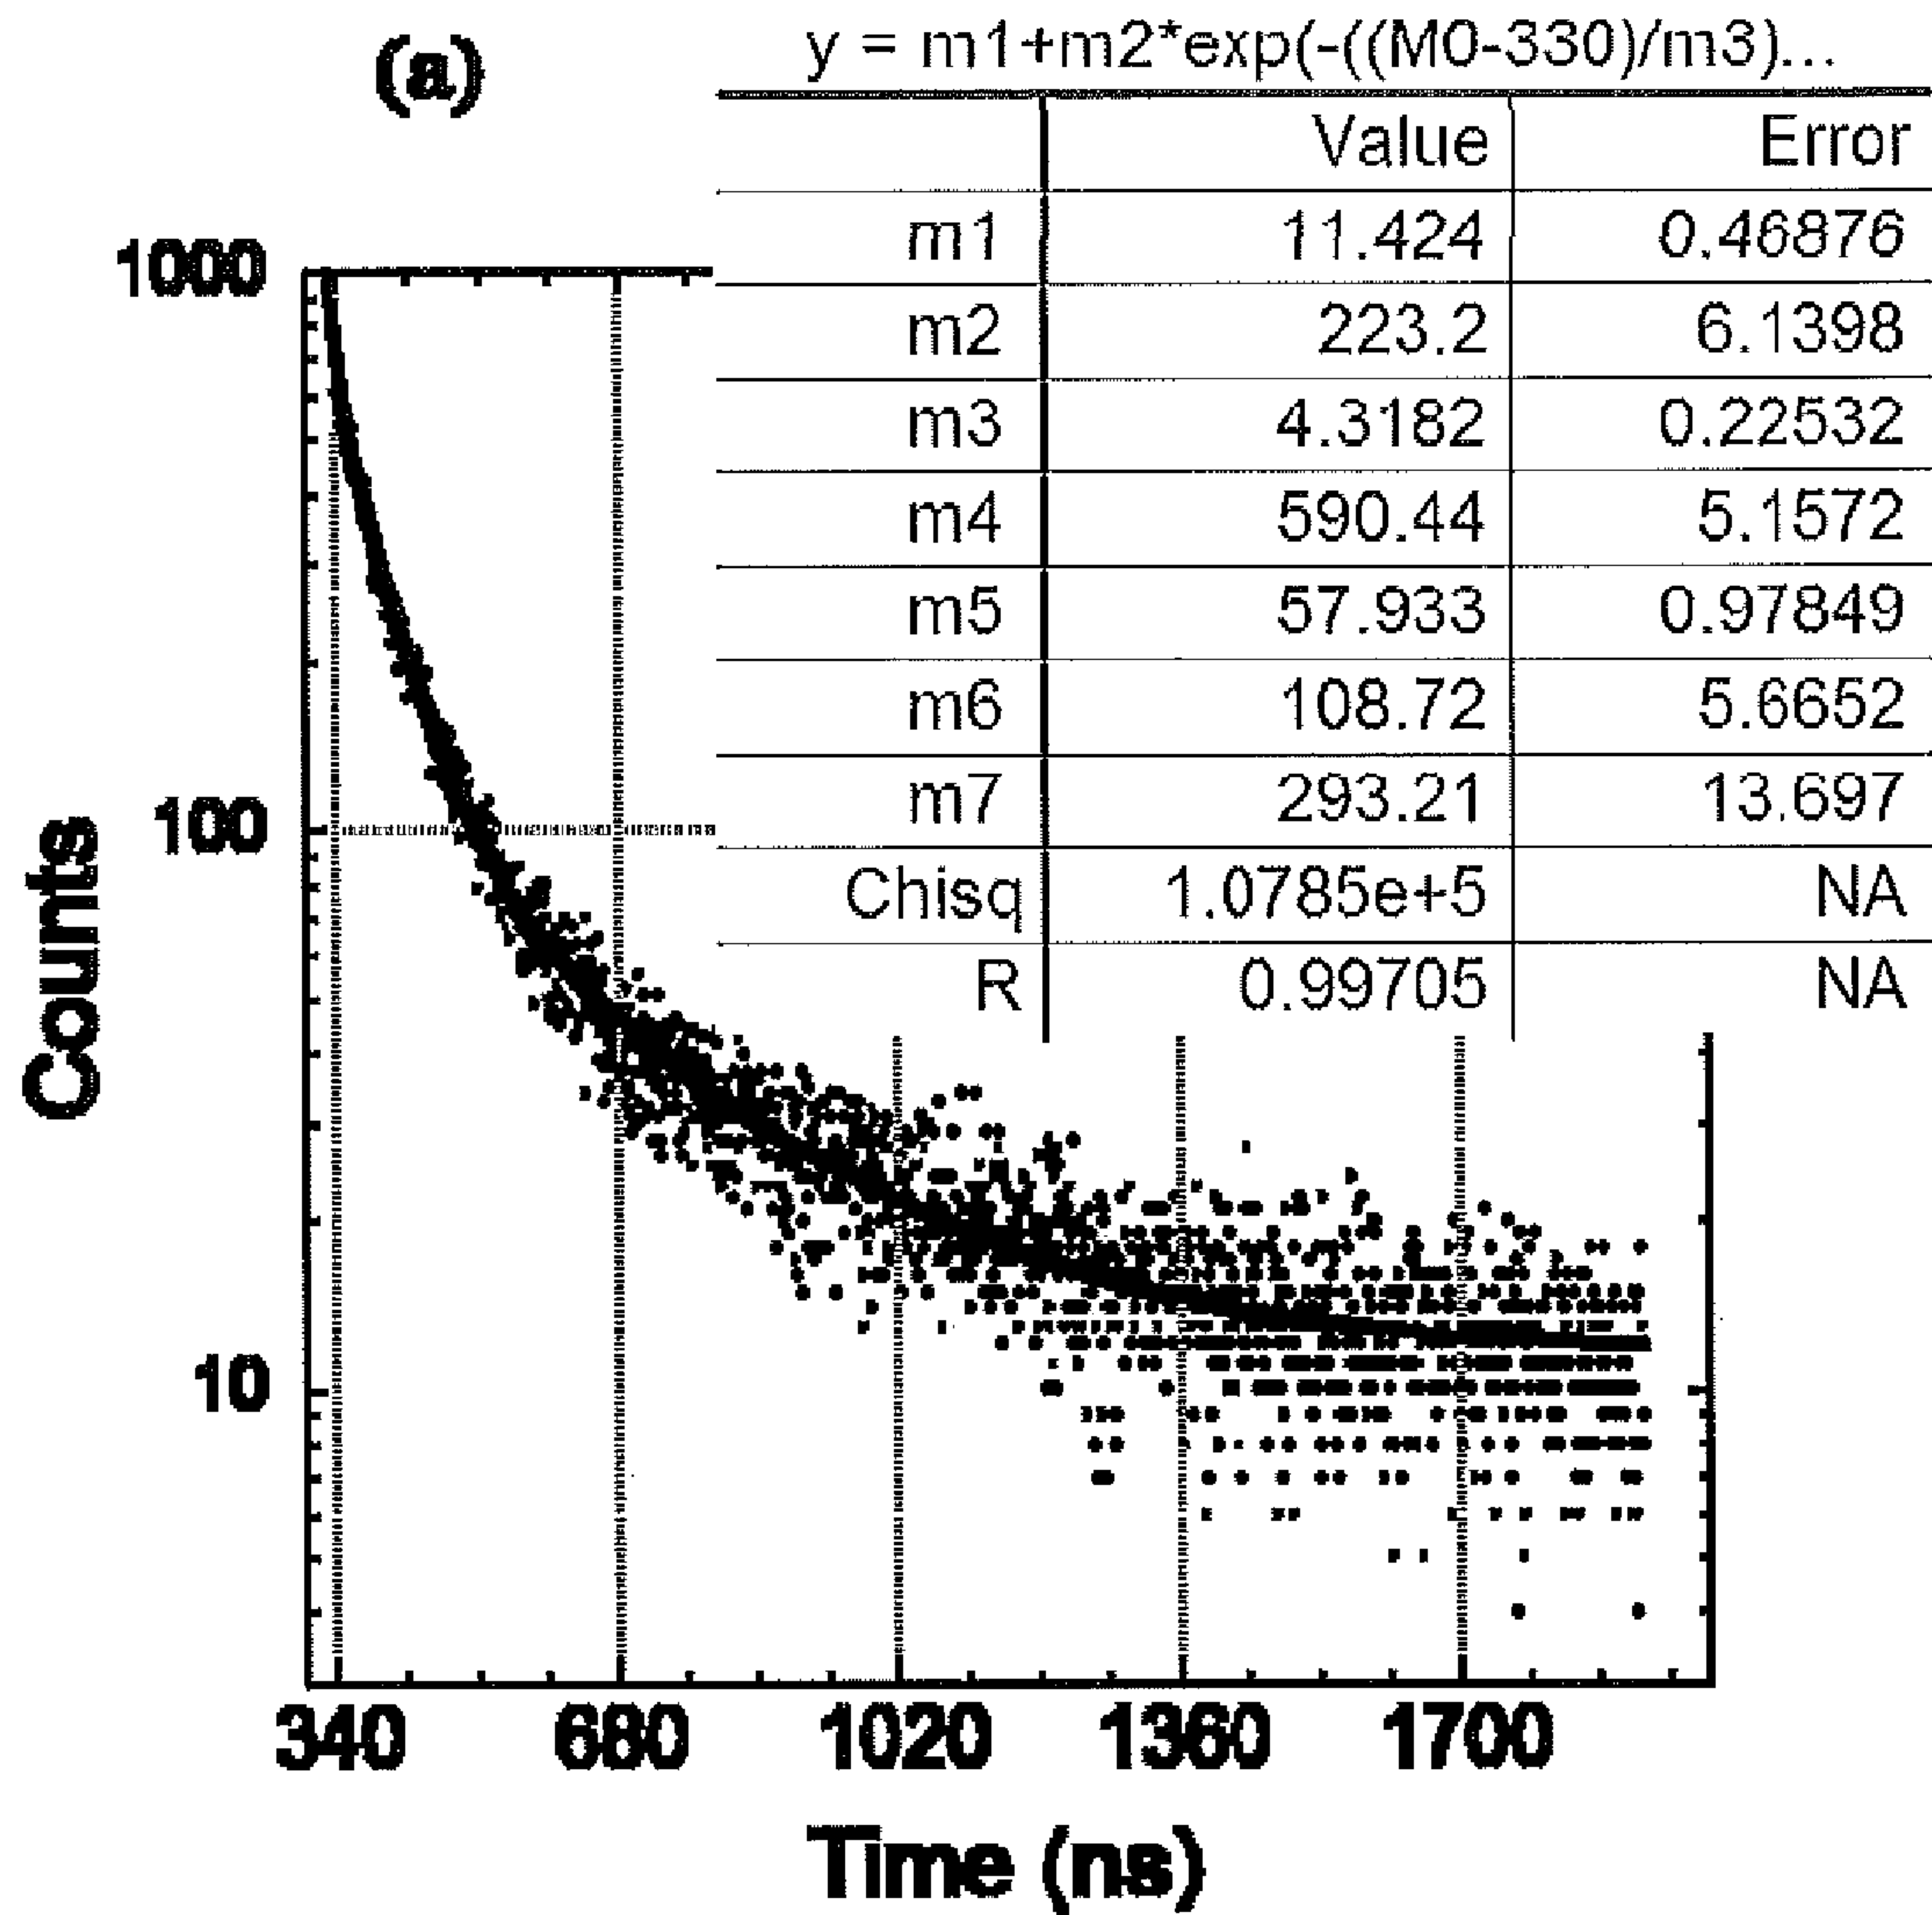 (a)
y = m1+m2*exp(-((M0-330)/m3)...
Value Error
m1 11.424 0.46876
m2 223.2 6.1398
m3 4.3182 0.22532
m4 590.44 5.1572
m5 57.933 0.97849
m6 108.72 5.6652
m7 293.21 13.697
Chisq 1.0785e+5 NA
R 0.99705 NA
1000
100
10
Counts
340 680 1020 1360 1700
Time (ns)